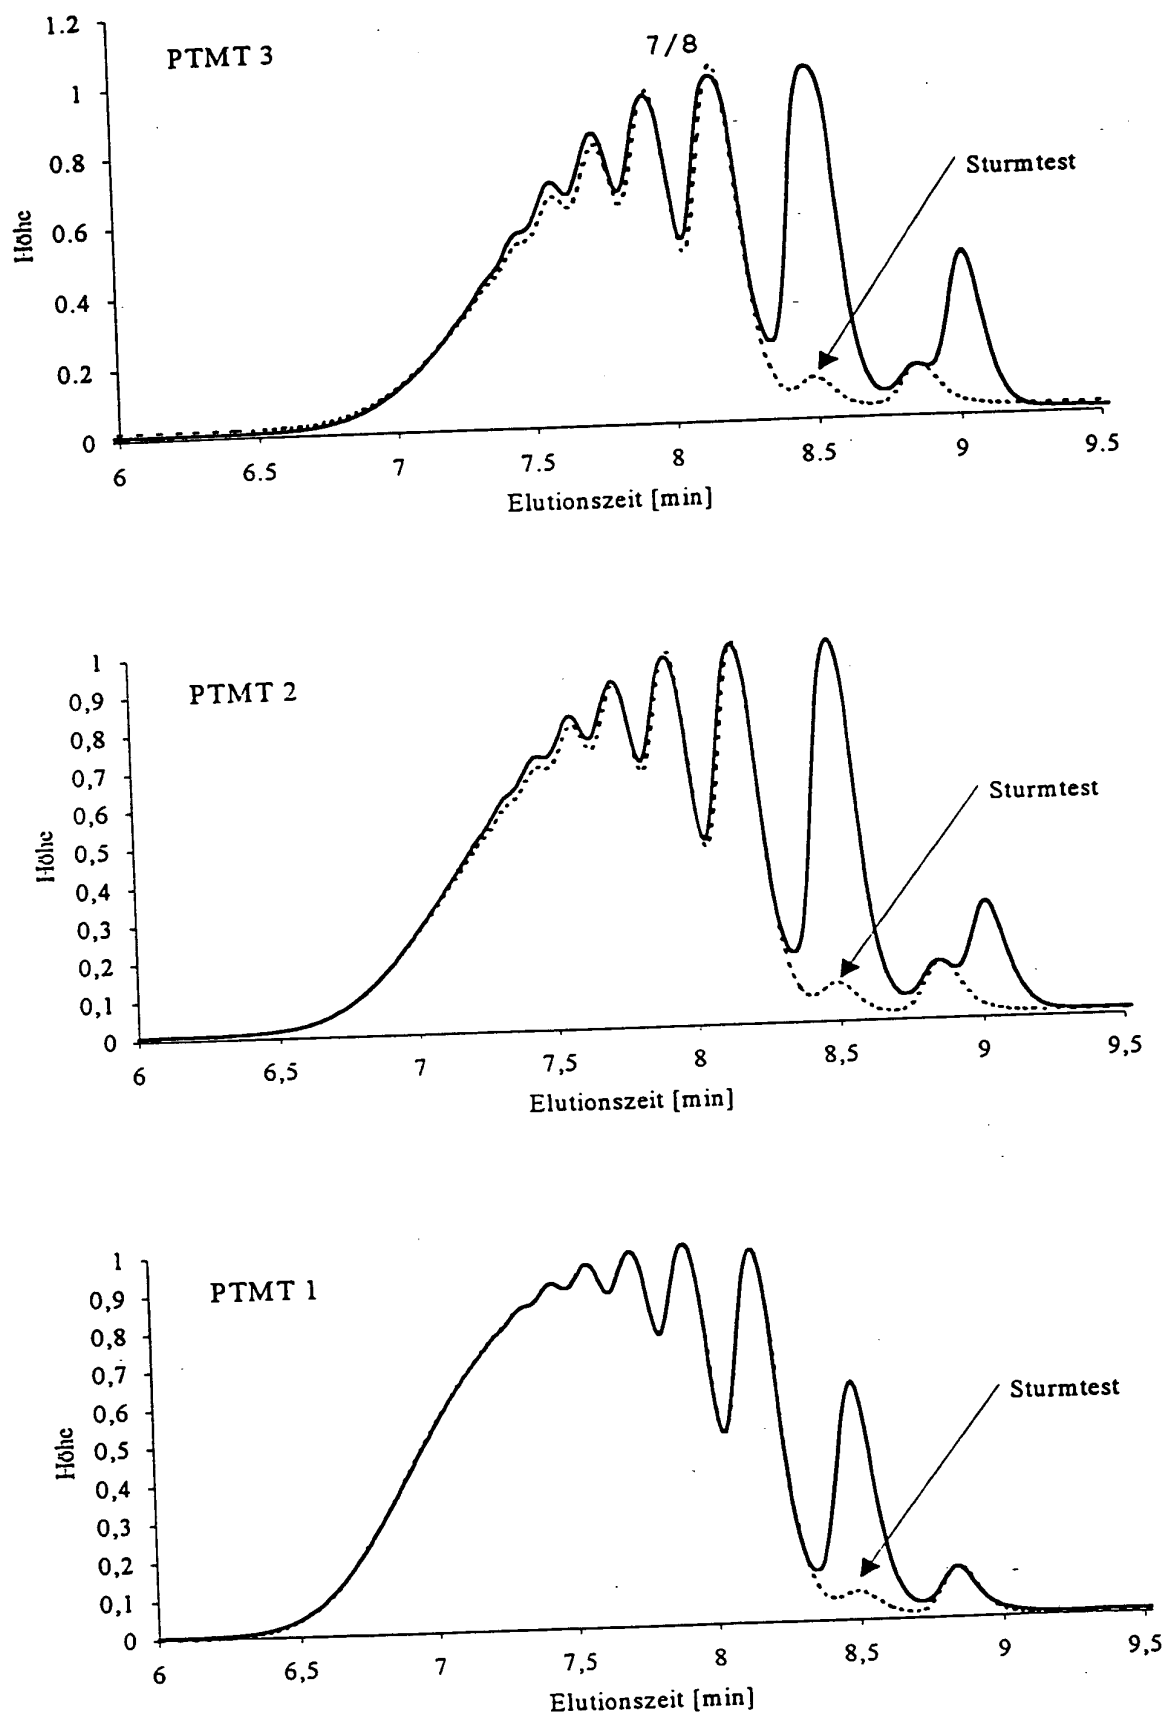 PTMT 3
7/8
1.2
1
0.8
0.6
0.4
0.2
0
Höhe
Sturmtest
6 6.5 7 7.5 8 8.5 9 9.5
Elutionszeit [min]
PTMT 2
1
0,9
0,8
0,7
0,6
0,5
0,4
0,3
0,2
0,1
0
Höhe
Sturmtest
6 6,5 7 7,5 8 8,5 9 9,5
Elutionszeit [min]
PTMT 1
1
0,9
0,8
0,7
0,6
0,5
0,4
0,3
0,2
0,1
0
Höhe
Sturmtest
6 6,5 7 7,5 8 8,5 9 9,5
Elutionszeit [min]